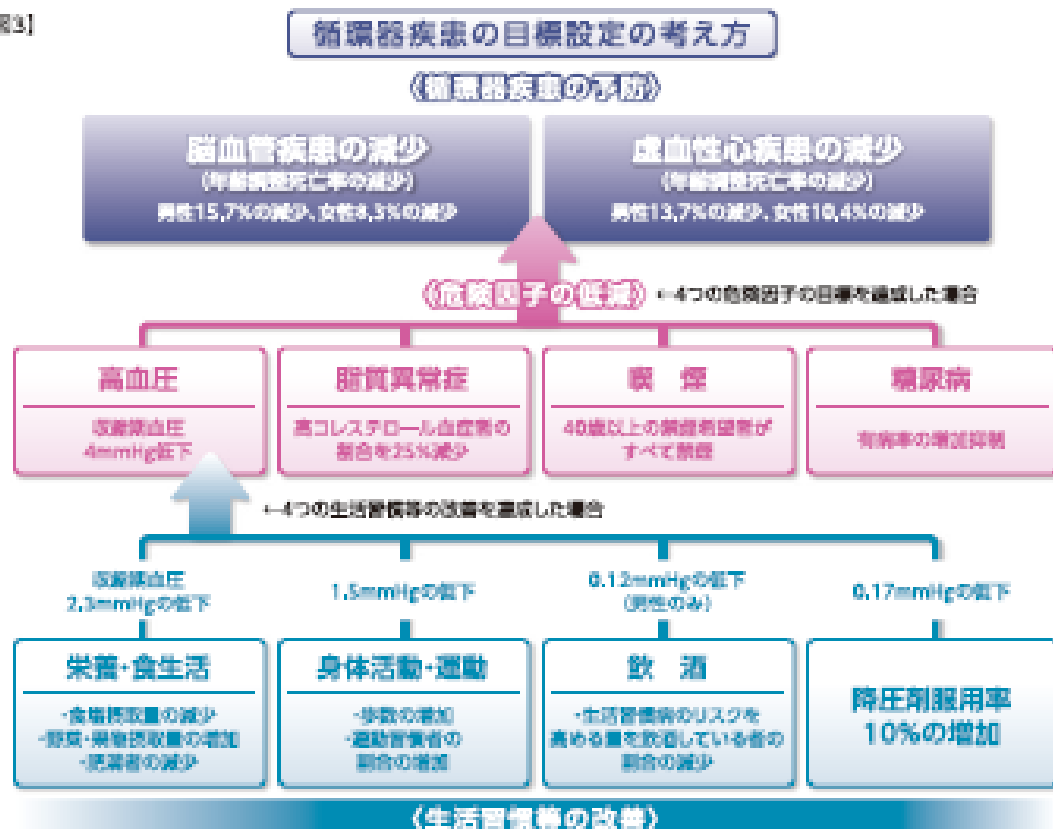 図3】
循環器疾患の目標設定の考え方
〈循環器疾患の予防〉
脳血管疾患の減少
（年齢調整死亡率の減少）
男性15.7%の減少、女性8.3%の減少
虚血性心疾患の減少
（年齢調整死亡率の減少）
男性13.7%の減少、女性10.4%の減少
〈危険因子の低減〉
←4つの危険因子の目標を達成した場合
高血圧
収縮期血圧
4mmHg低下
脂質異常症
高コレステロール血症者の
割合を25%減少
喫 煙
40歳以上の禁煙希望者が
すべて禁煙
糖尿病
有病率の増加抑制
←4つの生活習慣等の改善を達成した場合
収縮期血圧
2.3mmHgの低下
1.5mmHgの低下
0.12mmHgの低下
（男性のみ）
0.17mmHgの低下
栄養・食生活
・食塩摂取量の減少
・野菜・果物摂取量の増加
・肥満者の減少
身体活動・運動
・歩数の増加
・運動習慣者の
割合の増加
飲 酒
・生活習慣病のリスクを
高める量を飲酒している者の
割合の減少
降圧剤服用率
10%の増加
〈生活習慣等の改善〉